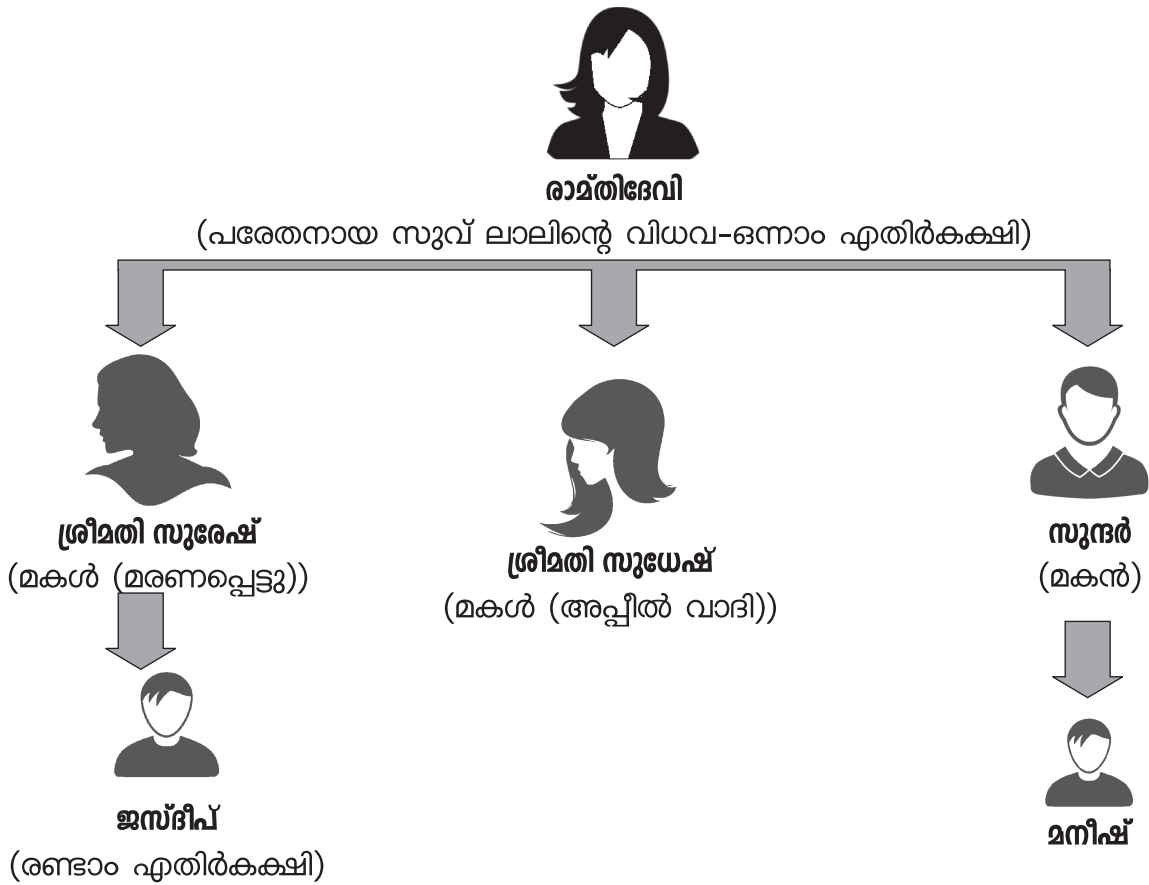 രാമ്തിദേവി
(പരേതനായ സുവ് ലാലിന്റെ വിധവ-ഒന്നാം എതിർകക്ഷി)
ശ്രീമതി സുരേഷ്
(മകൾ (മരണപ്പെട്ടു))
ശ്രീമതി സുധേഷ്
(മകൾ (അപ്പീൽ വാദി))
സുന്ദർ
(മകൻ)
ജസ്ദീപ്
(രണ്ടാം എതിർകക്ഷി)
മനീഷ്